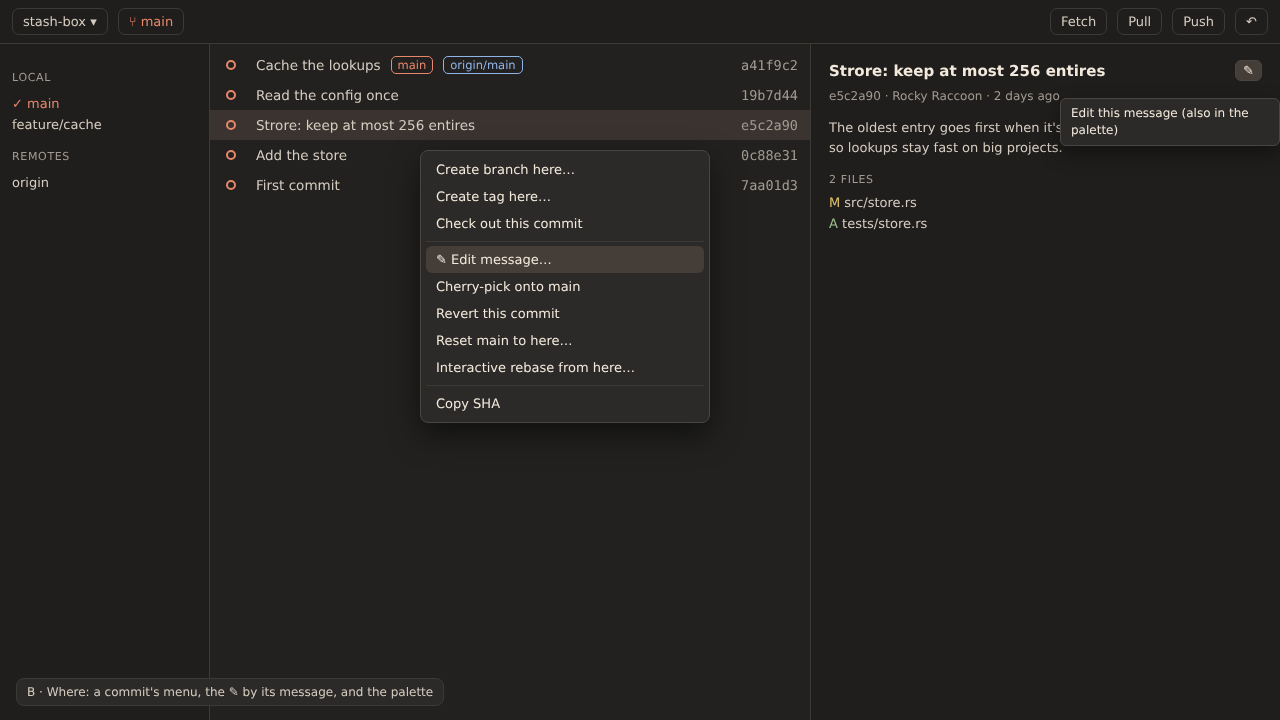 stash-box ▾
⑂ main
Fetch
Pull
Push
↶
LOCAL
✓ main
feature/cache
REMOTES
origin
Cache the lookups main origin/main a41f9c2
Read the config once 19b7d44
Strore: keep at most 256 entires e5c2a90
Add the store 0c88e31
First commit 7aa01d3
Create branch here…
Create tag here…
Check out this commit
✎ Edit message…
Cherry-pick onto main
Revert this commit
Reset main to here…
Interactive rebase from here…
Copy SHA
Strore: keep at most 256 entires ✎
e5c2a90 · Rocky Raccoon · 2 days ago
The oldest entry goes first when it's
so lookups stay fast on big projects.
Edit this message (also in the
palette)
2 FILES
M src/store.rs
A tests/store.rs
B · Where: a commit's menu, the ✎ by its message, and the palette